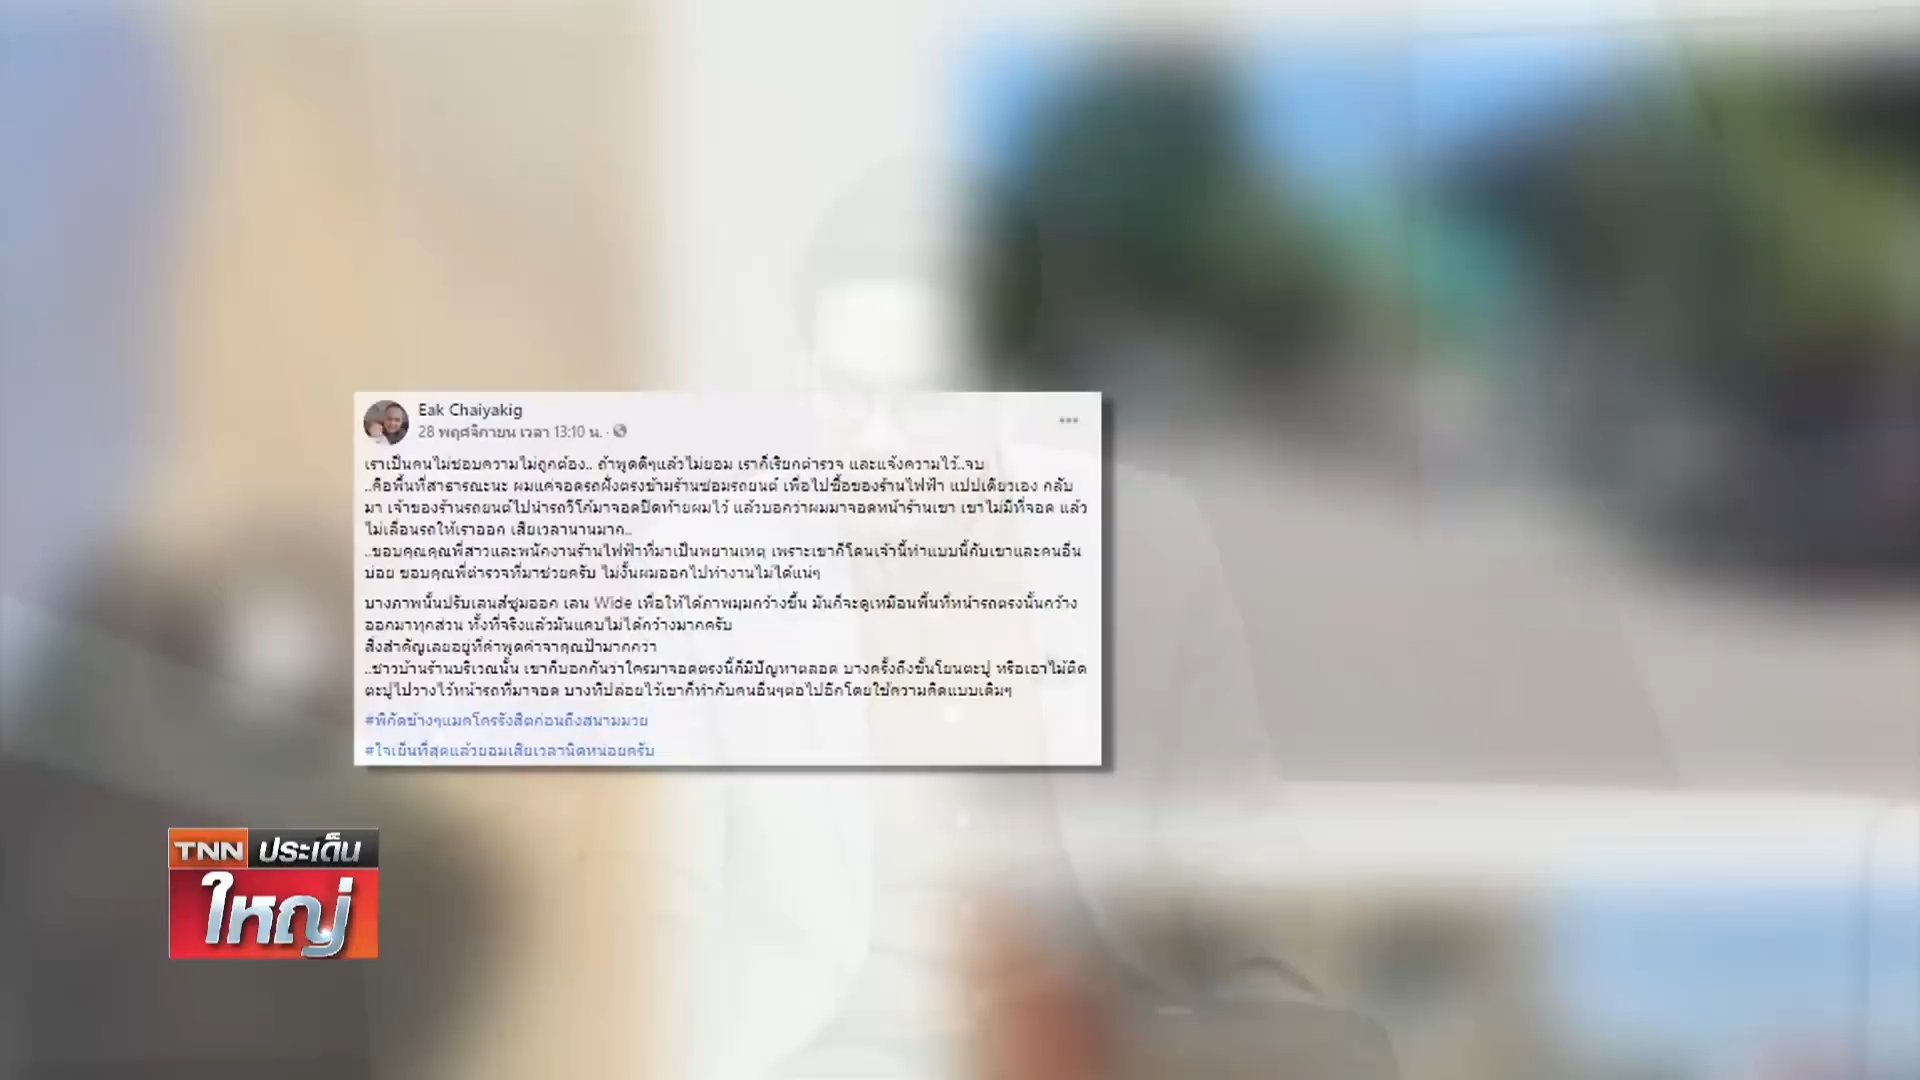 Eak Chaiyakig
28 พฤศจิกายน เวลา 13:10 น. ·
เราเป็นคนไม่ชอบความไม่ถูกต้อง.. ถ้าพูดดีๆแล้วไม่ยอม เราก็เรียกตำรวจ และแจ้งความไว้..จบ
..คือพื้นที่สาธารณะนะ ผมแค่จอดรถฝั่งตรงข้ามร้านซ่อมรถยนต์ เพื่อไปซื้อของร้านไฟฟ้า แปปเดียวเอง กลับ
มา เจ้าของร้านรถยนต์ไปนำรถวีโก้มาจอดปิดท้ายผมไว้ แล้วบอกว่าผมมาจอดหน้าร้านเขา เขาไม่มีที่จอด แล้ว
ไม่เลื่อนรถให้เราออก เสียเวลานานมาก..
..ขอบคุณคุณพี่สาวและพนักงานร้านไฟฟ้าที่มาเป็นพยานเหตุ เพราะเขาก็โดนเจ้านี้ทำแบบนี้กับเขาและคนอื่น
บ่อย ขอบคุณพี่ตำรวจที่มาช่วยครับ ไม่งั้นผมออกไปทำงานไม่ได้แน่ๆ
บางภาพนั้นปรับเลนส์ซูมออก เลน Wide เพื่อให้ได้ภาพมุมกว้างขึ้น มันก็จะดูเหมือนพื้นที่หน้ารถตรงนั้นกว้าง
ออกมาทุกส่วน ทั้งที่จริงแล้วมันแคบไม่ได้กว้างมากครับ
สิ่งสำคัญเลยอยู่ที่คำพูดคำจาคุณป้ามากกว่า
..ชาวบ้านร้านบริเวณนั้น เขาก็บอกกันว่าใครมาจอดตรงนี้ก็มีปัญหาตลอด บางครั้งถึงขั้นโยนตะปู หรือเอาไม้ติด
ตะปูไปวางไว้หน้ารถที่มาจอด บางทีปล่อยไว้เขาก็ทำกับคนอื่นๆต่อไปอีกโดยใช้ความคิดแบบเดิมๆ
#พิกัดข้างๆแมคโครรังสิตก่อนถึงสนามมวย
#ใจเย็นที่สุดแล้วยอมเสียเวลานิดหน่อยครับ
TNN ประเด็น
ใหญ่